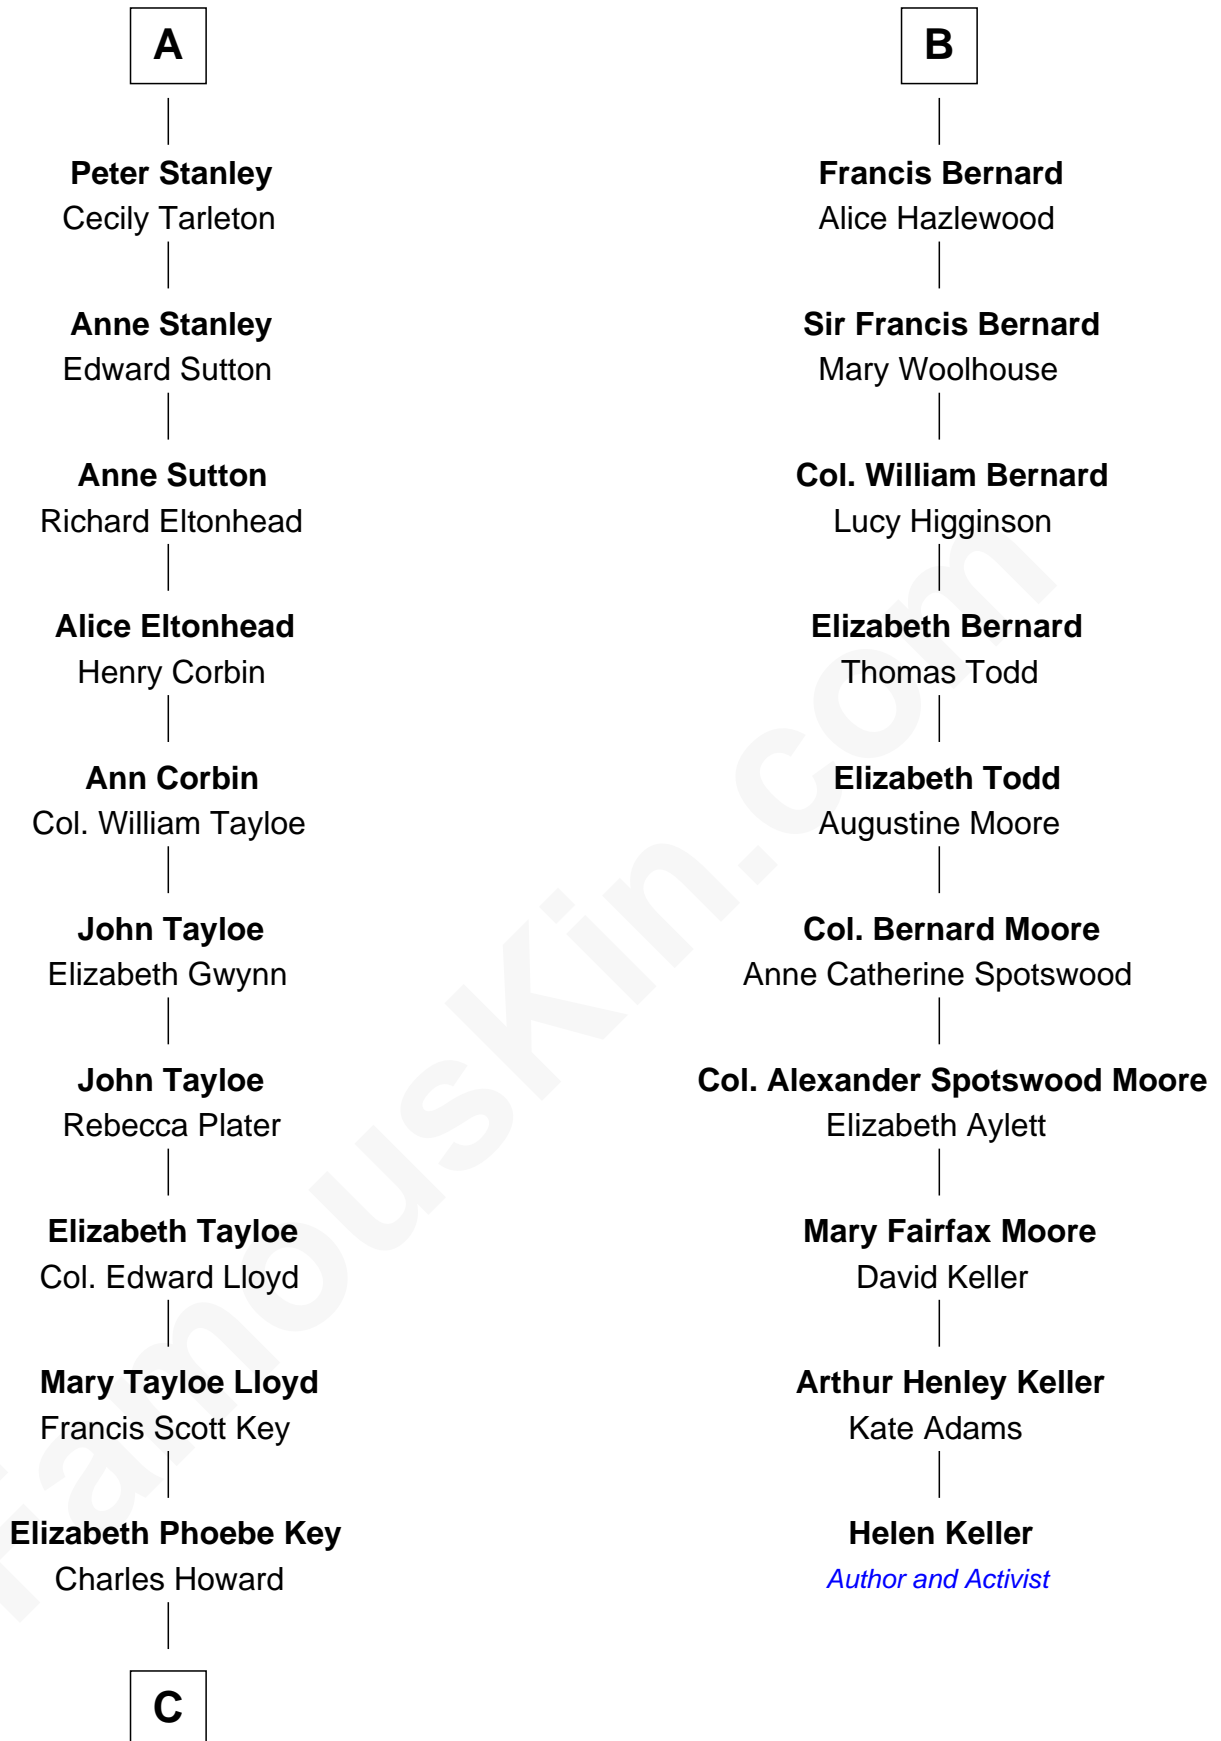 A
Peter Stanley
Cecily Tarleton
Anne Stanley
Edward Sutton
Anne Sutton
Richard Eltonhead
Alice Eltonhead
Henry Corbin
Ann Corbin
Col. William Tayloe
John Tayloe
Elizabeth Gwynn
John Tayloe
Rebecca Plater
Elizabeth Tayloe
Col. Edward Lloyd
Mary Tayloe Lloyd
Francis Scott Key
Elizabeth Phoebe Key
Charles Howard
C
B
Francis Bernard
Alice Hazlewood
Sir Francis Bernard
Mary Woolhouse
Col. William Bernard
Lucy Higginson
Elizabeth Bernard
Thomas Todd
Elizabeth Todd
Augustine Moore
Col. Bernard Moore
Anne Catherine Spotswood
Col. Alexander Spotswood Moore
Elizabeth Aylett
Mary Fairfax Moore
David Keller
Arthur Henley Keller
Kate Adams
Helen Keller
Author and Activist
FamousKin.com